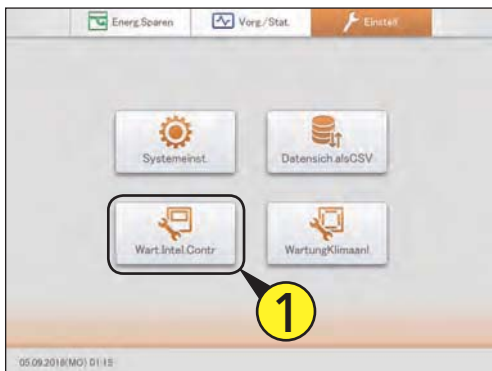 Energ.Sparen Vorg./Stat. Einstell.
Systemeinst. Datensich.alsCSV
Wart.Intel.Contr WartungKlimaanl.
1
05.09.2016(MO) 01:15